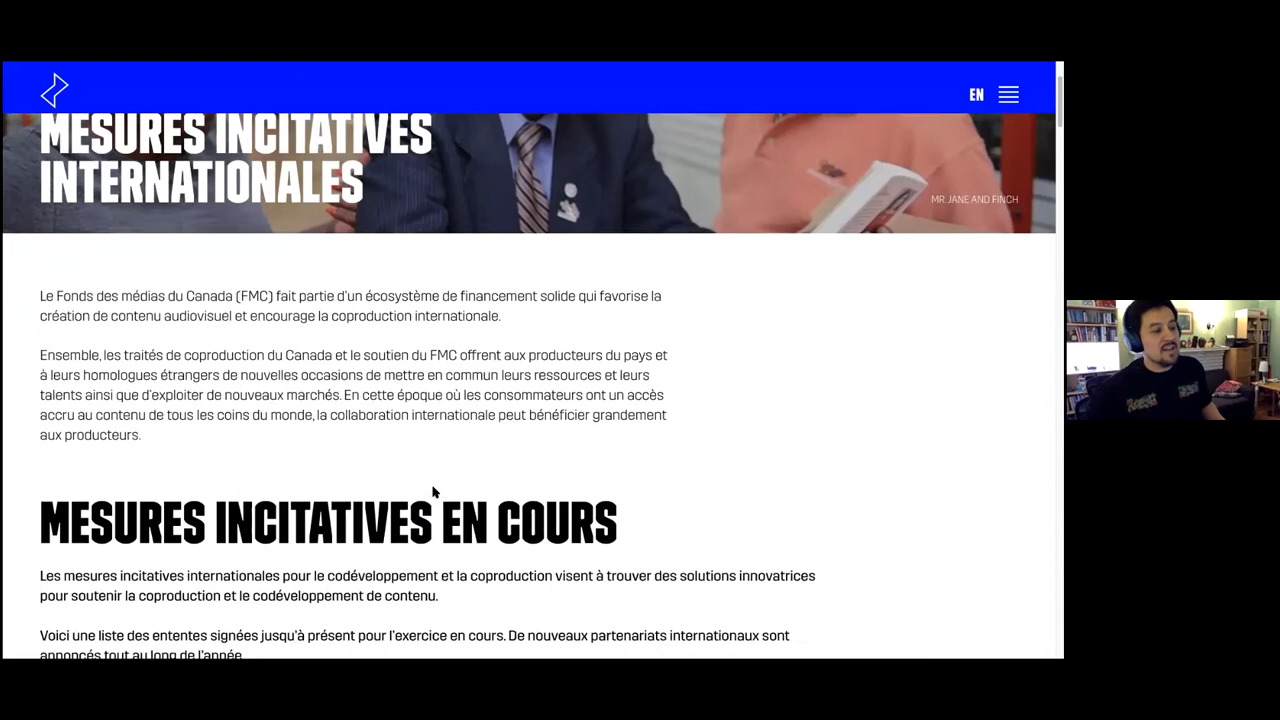 EN
MESURES INCITATIVES
INTERNATIONALES
MR. JANE AND FINCH
Le Fonds des médias du Canada (FMC) fait partie d'un écosystème de financement solide qui favorise la
création de contenu audiovisuel et encourage la coproduction internationale.
Ensemble, les traités de coproduction du Canada et le soutien du FMC offrent aux producteurs du pays et
à leurs homologues étrangers de nouvelles occasions de mettre en commun leurs ressources et leurs
talents ainsi que d'exploiter de nouveaux marchés. En cette époque où les consommateurs ont un accès
accru au contenu de tous les coins du monde, la collaboration internationale peut bénéficier grandement
aux producteurs.
MESURES INCITATIVES EN COURS
Les mesures incitatives internationales pour le codéveloppement et la coproduction visent à trouver des solutions innovatrices
pour soutenir la coproduction et le codéveloppement de contenu.
Voici une liste des ententes signées jusqu'à présent pour l'exercice en cours. De nouveaux partenariats internationaux sont
annoncés tout au long de l'année.